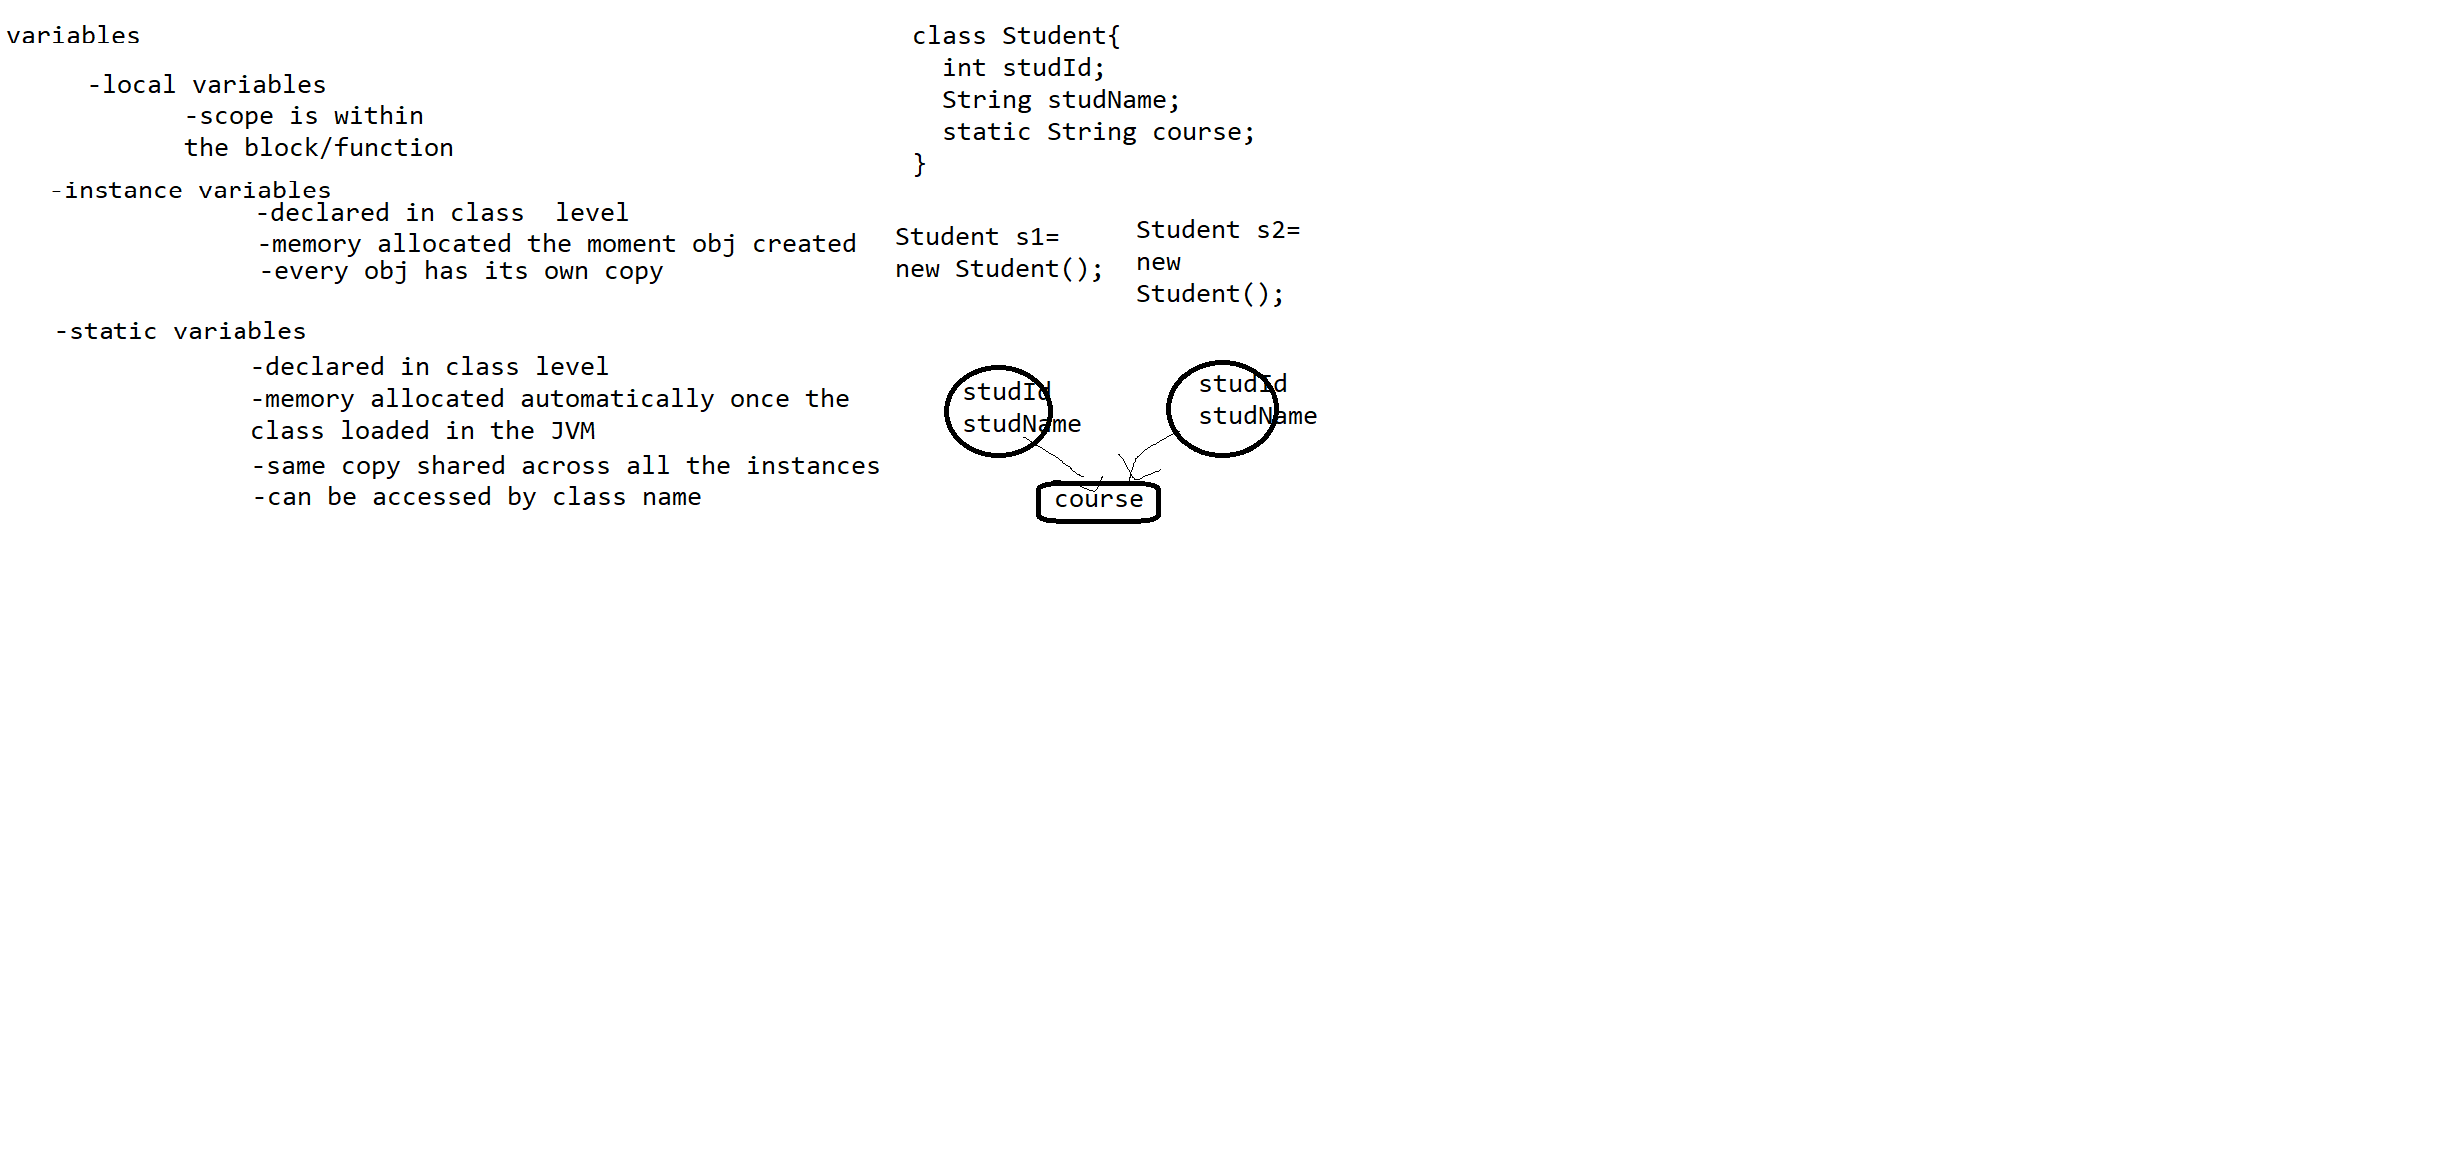 variables
-local variables
-scope is within
the block/function
-instance variables
-declared in class  level
-memory allocated the moment obj created
-every obj has its own copy
-static variables
-declared in class level
-memory allocated automatically once the
class loaded in the JVM
-same copy shared across all the instances
-can be accessed by class name
class Student{
int studId;
String studName;
static String course;
}
Student s1=
new Student();
Student s2=
new
Student();
studId
studName
studId
studName
course